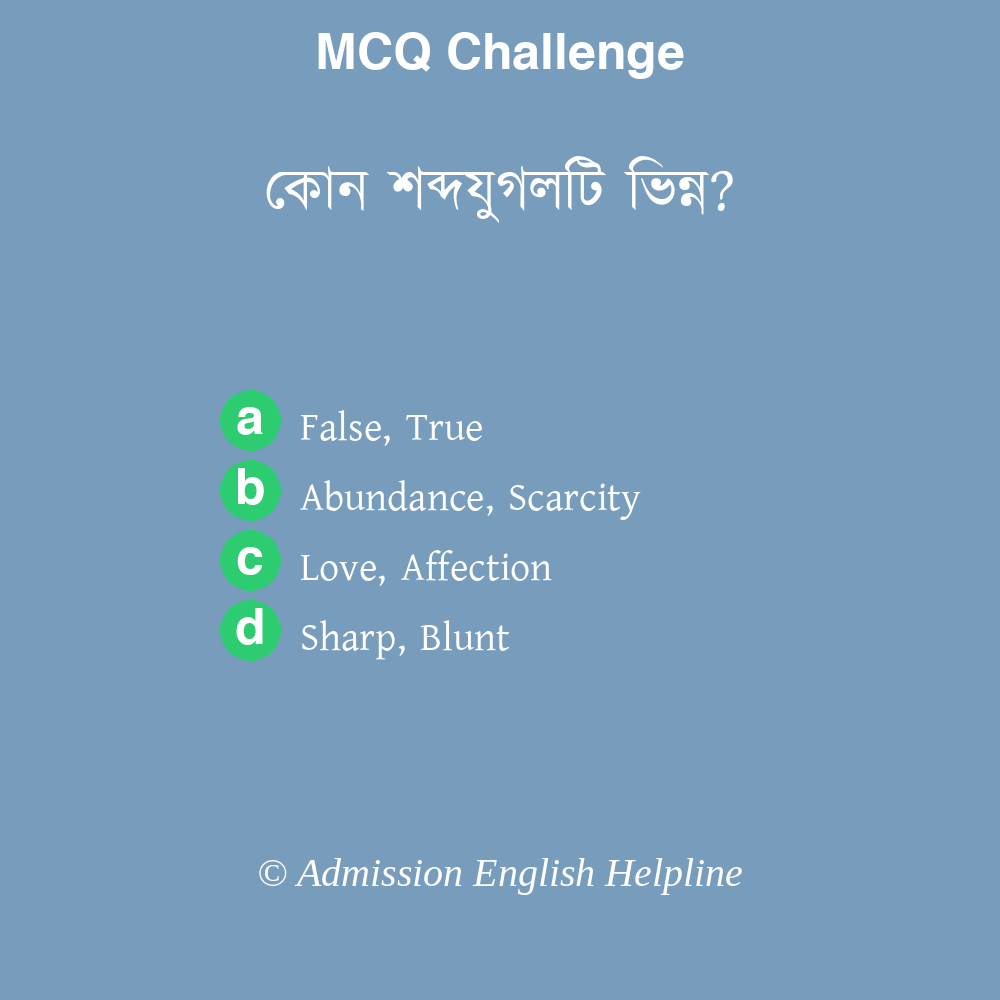 MCQ Challenge
কোন শব্দযুগলটি ভিন্ন?
a False, True
b Abundance, Scarcity
c Love, Affection
d Sharp, Blunt
© Admission English Helpline